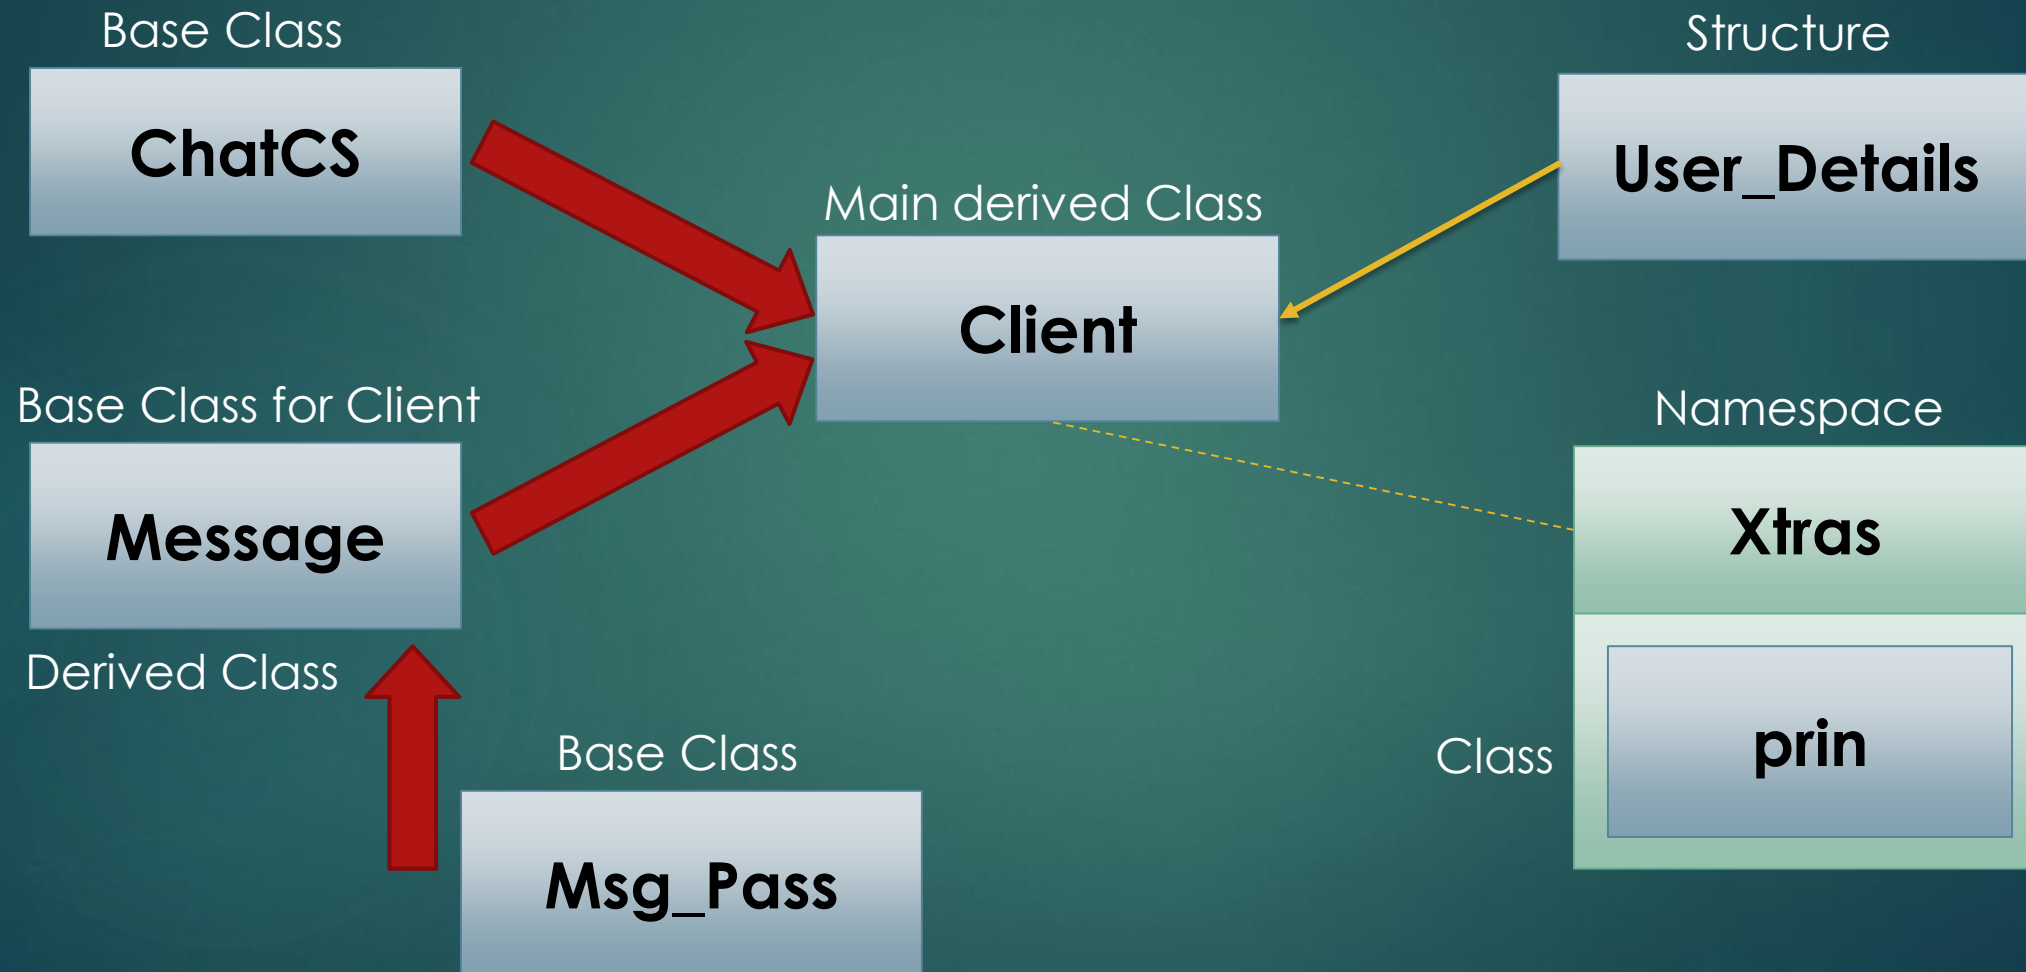 Base Class
ChatCS
Structure
User_Details
Main derived Class
Client
Base Class for Client
Message
Derived Class
Namespace
Xtras
Class
prin
Base Class
Msg_Pass